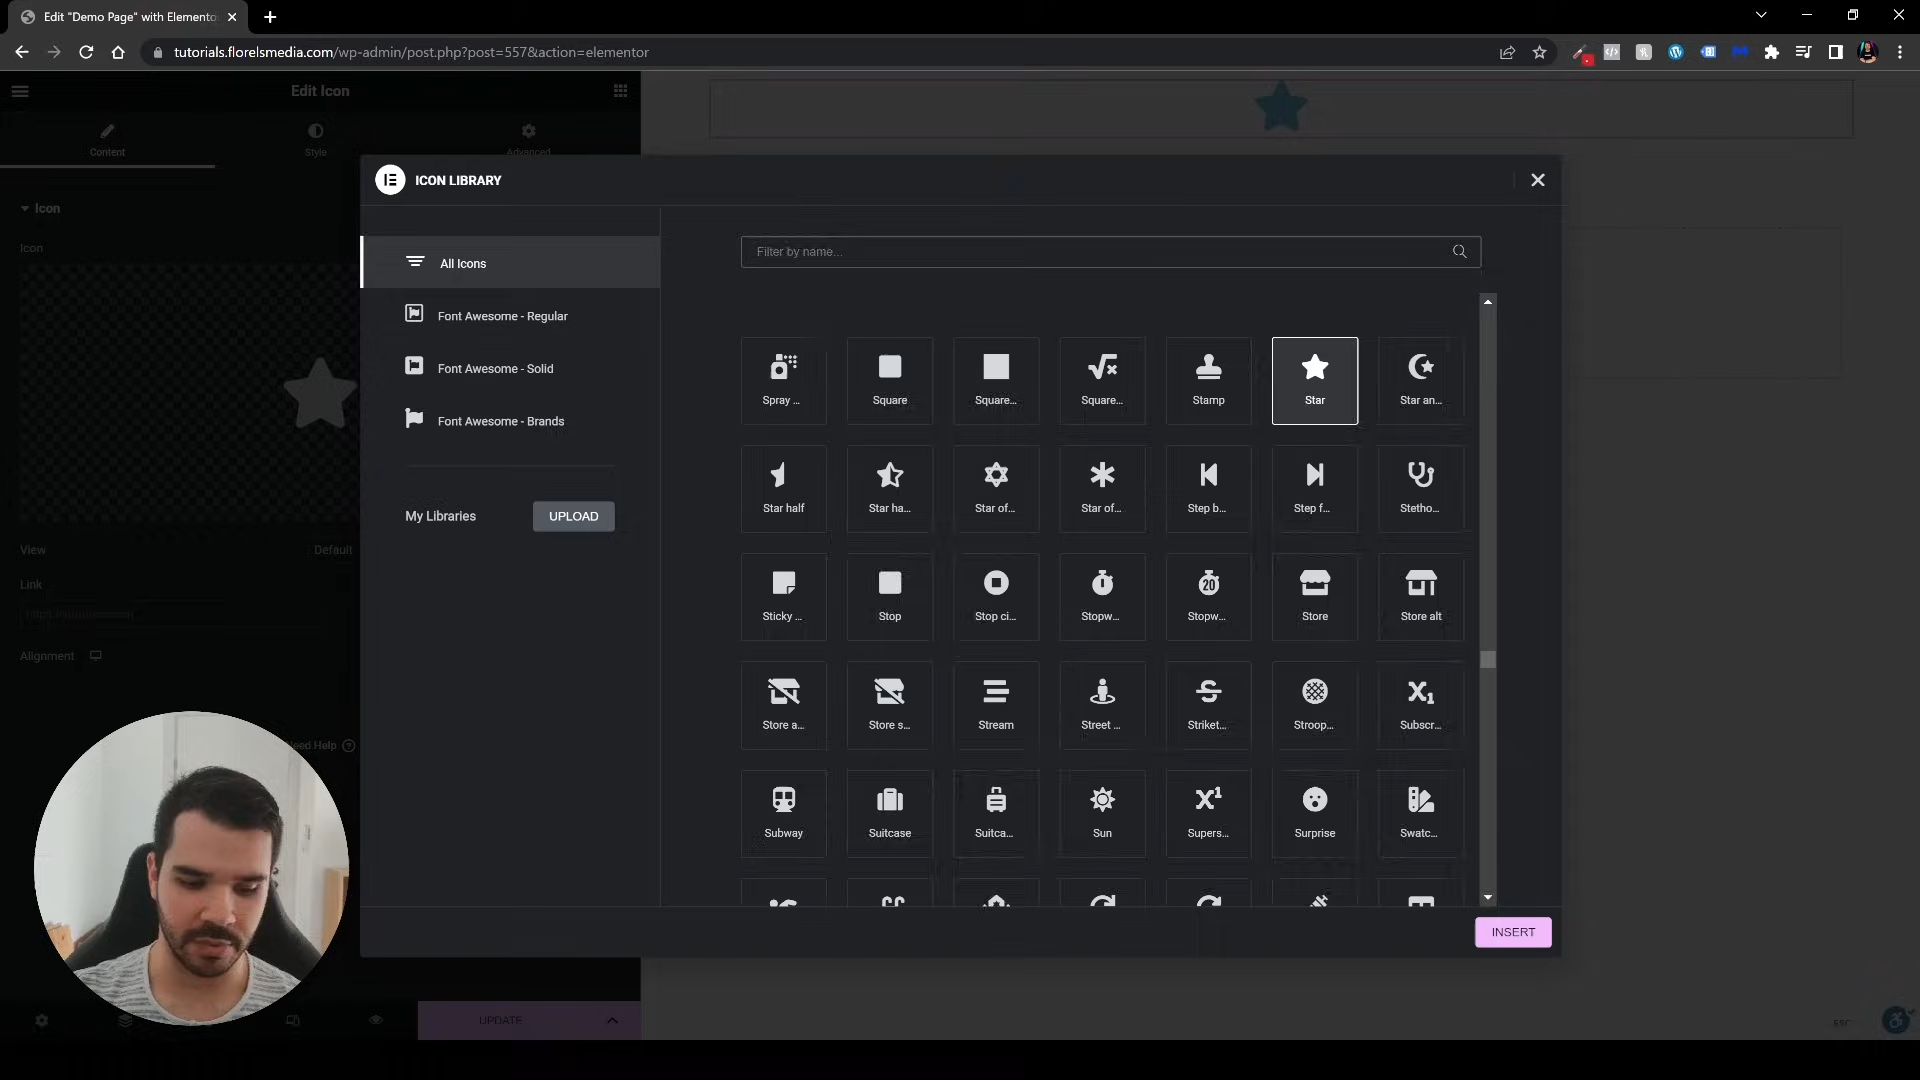 Edit "Demo Page" with Elemento
tutorials.florelsmedia.com/wp-admin/post.php?post=557&action=elementor
Edit Icon
Content
Style
Advanced
ICON LIBRARY
Icon
Icon
Filter by name...
All Icons
Font Awesome - Regular
Font Awesome - Solid
Font Awesome - Brands
My Libraries
UPLOAD
Spray ...
Square
Square...
Square...
Stamp
Star
Star an...
Star half
Star ha...
Star of...
Star of...
Step b...
Step f...
Stetho...
View
Default
Link
Sticky ...
Stop
Stop ci...
Stopw...
20
Stopw...
Store
Store alt
Alignment
Store a...
Store s...
Stream
Street ...
Striket...
Stroop...
Subscr...
Need Help
Subway
Suitcase
Suitca...
Sun
Supers...
Surprise
Swatc...
INSERT
UPDATE
ESC